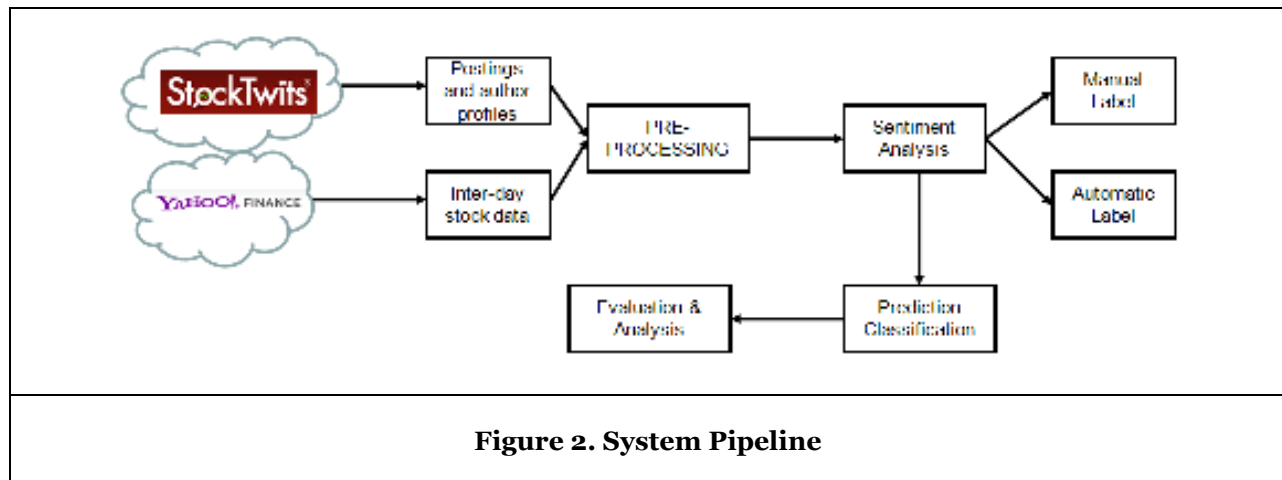 StockTwits
Postings
and author
profiles
PRE-
PROCESSING
Sentiment
Analysis
Manual
Label
YAHOO! FINANCE
Inter-day
stock data
Automatic
Label
Evaluation &
Analysis
Prediction
Classification
Figure 2. System Pipeline